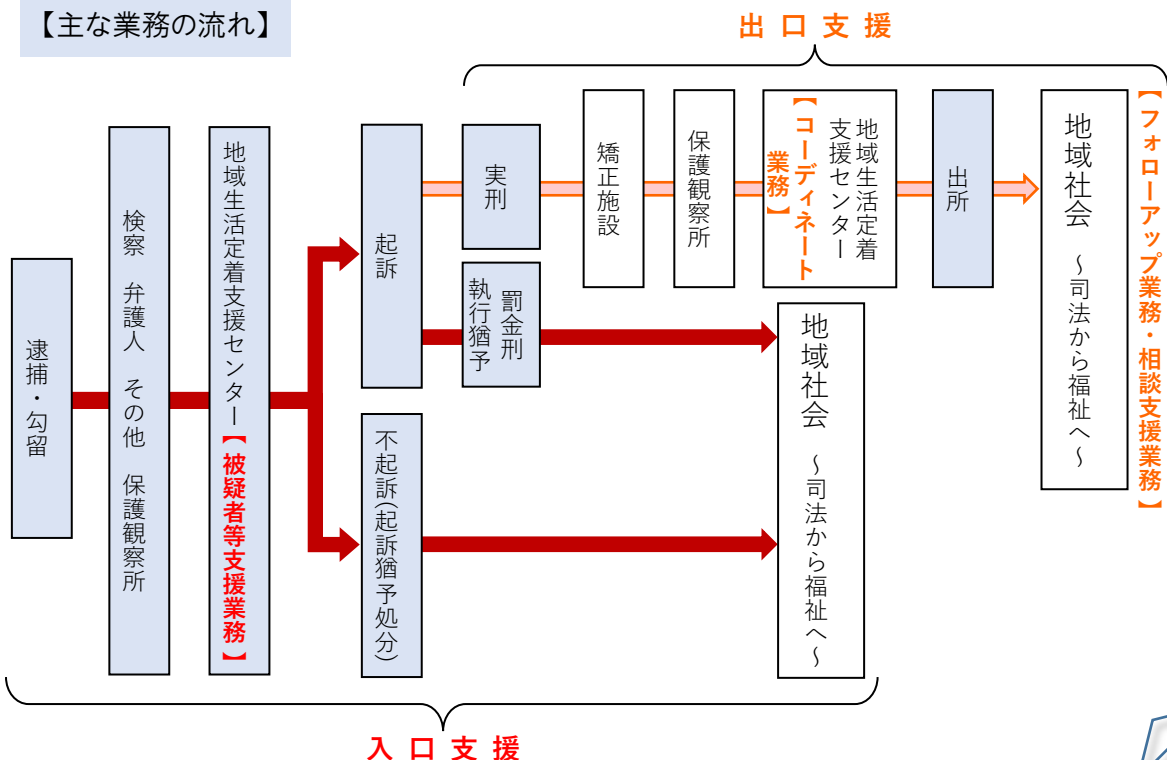 【主な業務の流れ】
出口支援
逮捕・勾留
検察　弁護人　その他　保護観察所
地域生活定着支援センター【被疑者等支援業務】
起訴
不起訴(起訴猶予処分)
実刑
罰金刑
執行猶予
矯正施設
保護観察所
地域生活定着
支援センター
【コーディネート
業務】
出所
地域社会　～司法から福祉へ～
【フォローアップ業務・相談支援業務】
地域社会　～司法から福祉へ～
入口支援